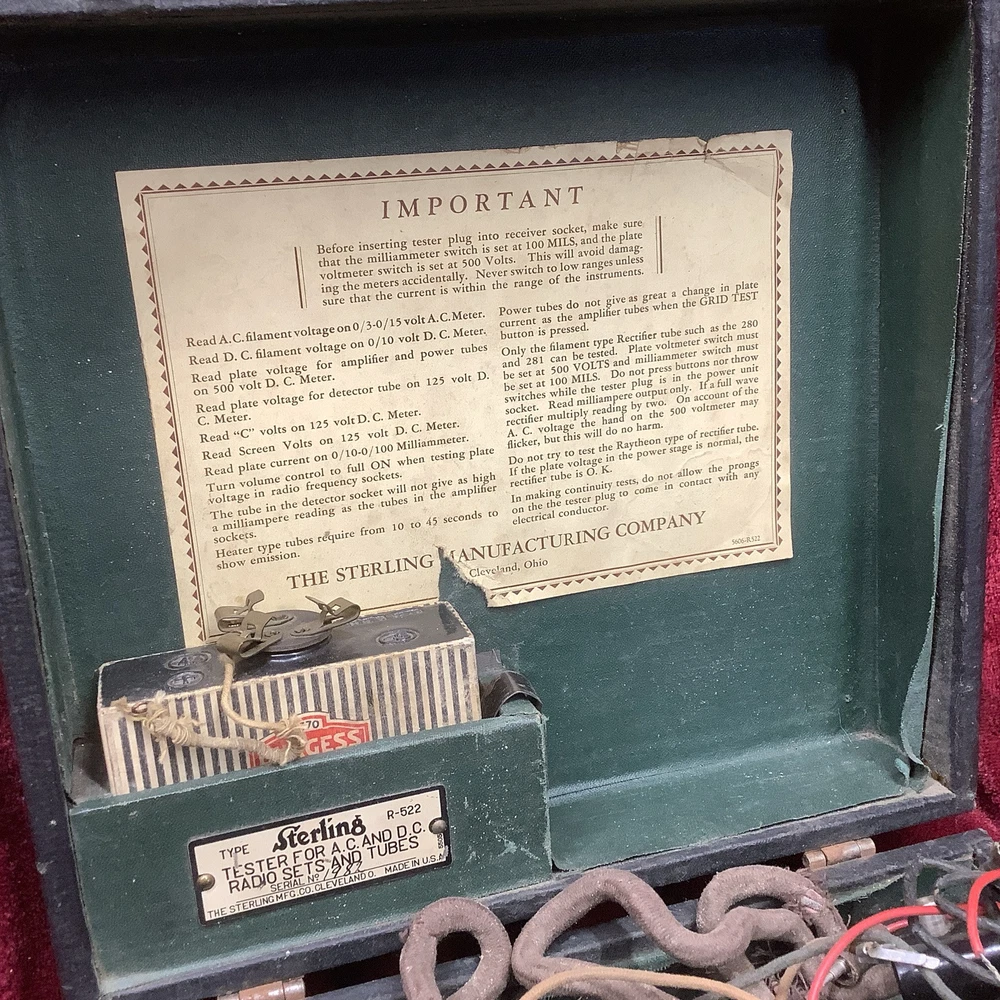 IMPORTANT
Before inserting tester plug into receiver socket, make sure
that the milliammeter switch is set at 100 MILS, and the plate
voltmeter switch is set at 500 Volts. This will avoid damag-
ing the meters accidentally. Never switch to low ranges unless
sure that the current is within the range of the instruments.
Read A.C. filament voltage on 0/3-0/15 volt A.C. Meter.
Read D. C. filament voltage on 0/10 volt D. C. Meter.
Read plate voltage for amplifier and power tubes
on 500 volt D. C. Meter.
Read plate voltage for detector tube on 125 volt D.
C. Meter.
Read "C" volts on 125 volt D. C. Meter.
Read Screen Volts on 125 volt D. C. Meter.
Read plate current on 0/10-0/100 Milliammeter.
Turn volume control to full ON when testing plate
voltage in radio frequency sockets.
The tube in the detector socket will not give as high
a milliampere reading as the tubes in the amplifier
sockets.
Heater type tubes require from 10 to 45 seconds to
show emission.
Power tubes do not give as great a change in plate
current as the amplifier tubes when the GRID TEST
button is pressed.
Only the filament type Rectifier tube such as the 280
and 281 can be tested. Plate voltmeter switch must
be set at 500 VOLTS and milliammeter switch must
be set at 100 MILS. Do not press buttons nor throw
switches while the tester plug is in the power unit
socket. Read milliampere output only. If a full wave
rectifier multiply reading by two. On account of the
A. C. voltage the hand on the 500 voltmeter may
flicker, but this will do no harm.
Do not try to test the Raytheon type of rectifier tube.
If the plate voltage in the power stage is normal, the
rectifier tube is O. K.
In making continuity tests, do not allow the prongs
on the the tester plug to come in contact with any
electrical conductor.
THE STERLING MANUFACTURING COMPANY
Cleveland, Ohio
5606-R522
70
GESS
Sterling
TYPE R-522
TESTER FOR A.C. AND D.C.
RADIO SETS AND TUBES
SERIAL No 1982
THE STERLING MFG. CO. CLEVELAND O. MADE IN U.S.A.